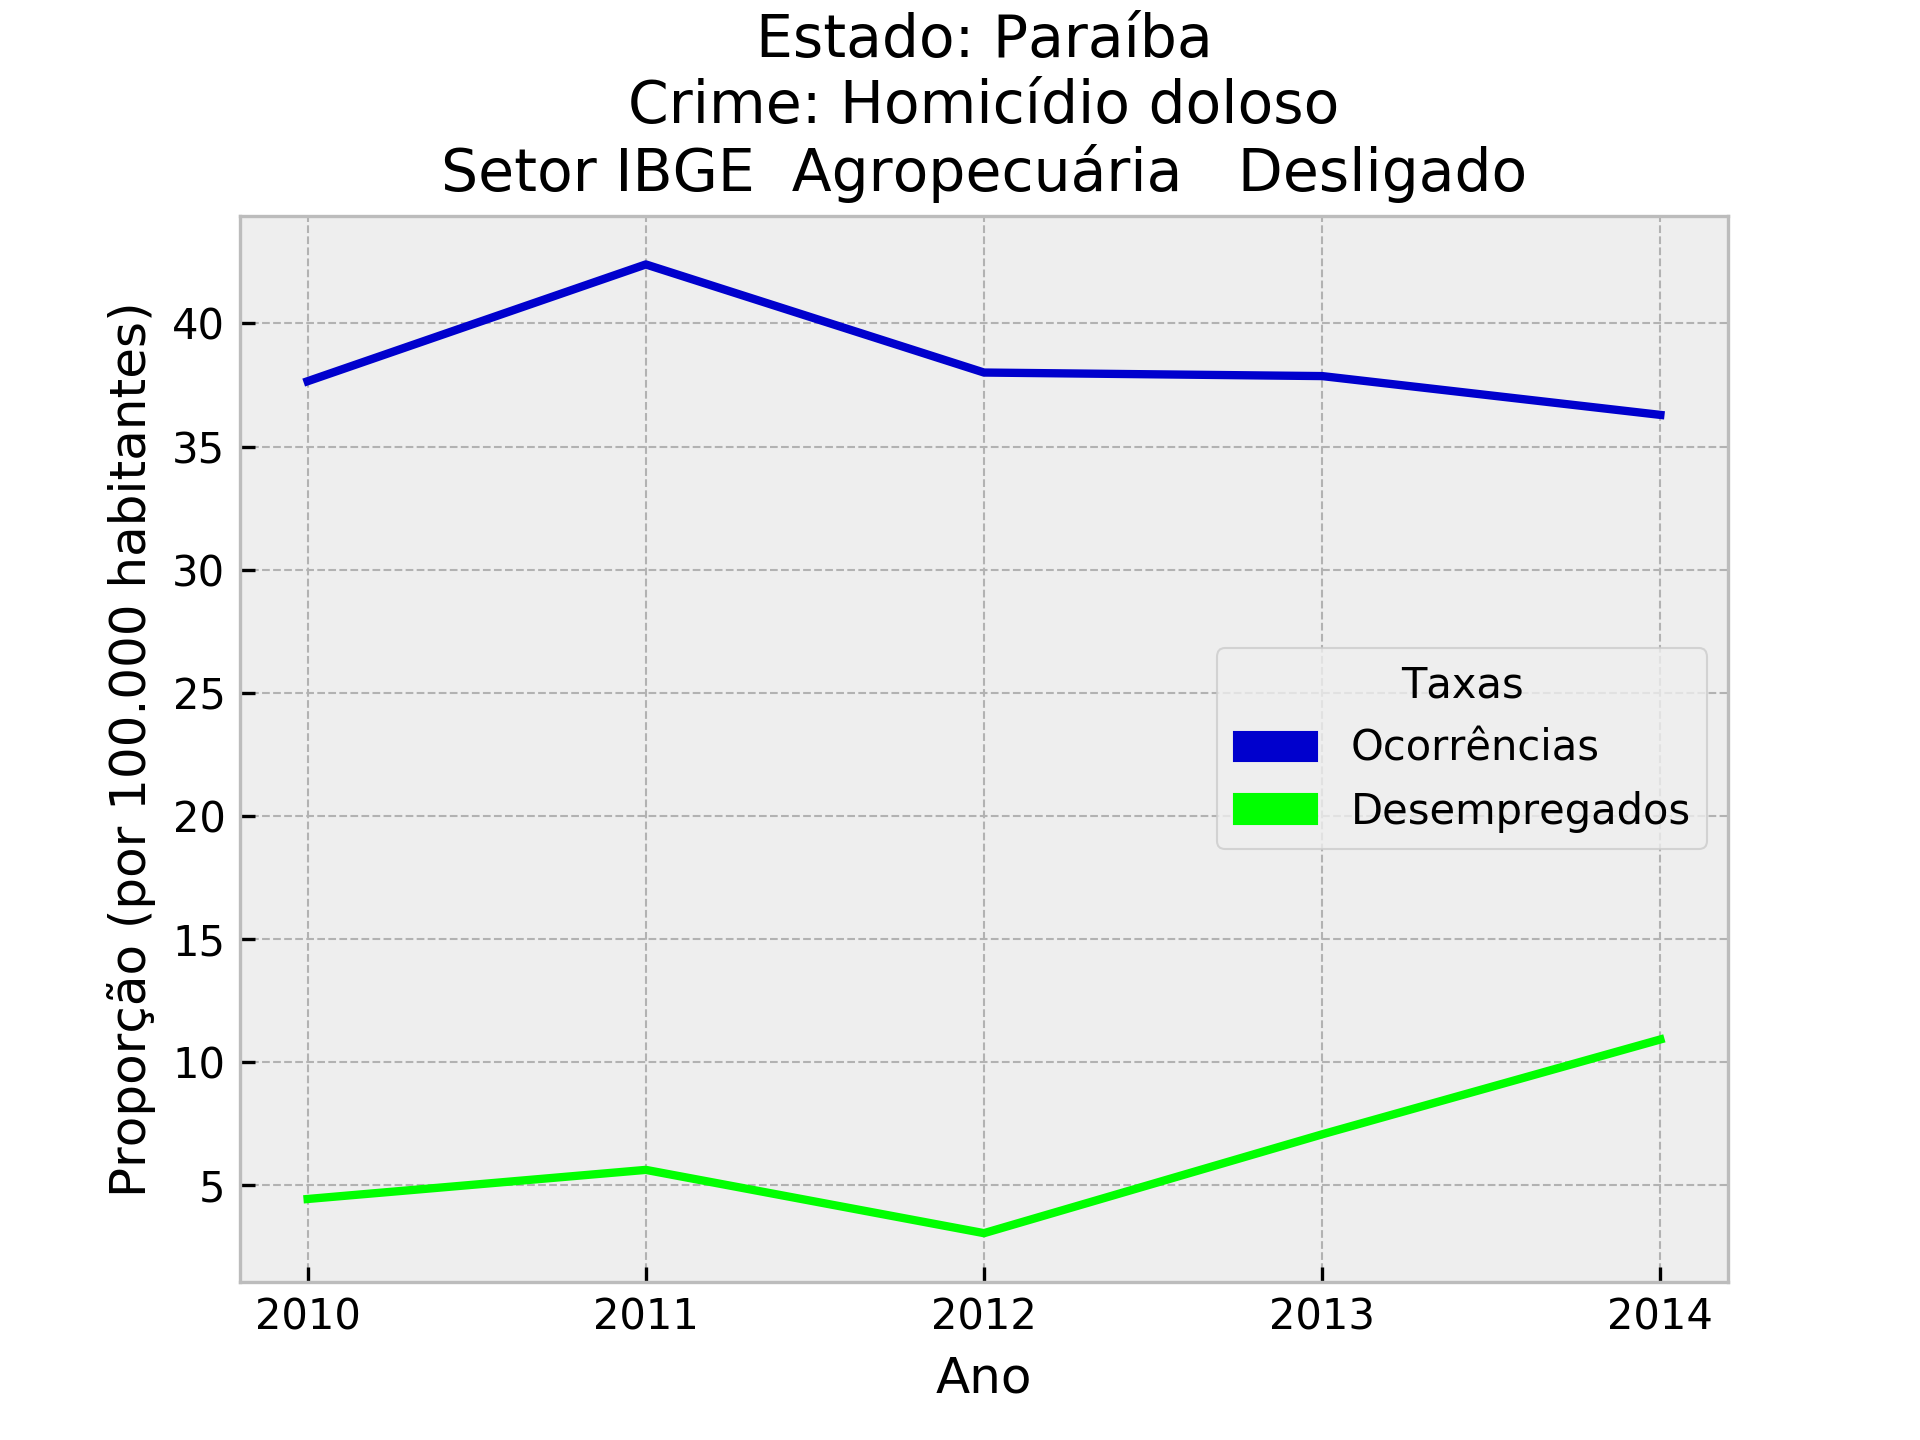 Estado: Paraíba
Crime: Homicídio doloso
Setor IBGE  Agropecuária   Desligado
Proporção (por 100.000 habitantes)
40
35
30
25
20
15
10
5
Taxas
Ocorrências
Desempregados
2010 2011 2012 2013 2014
Ano